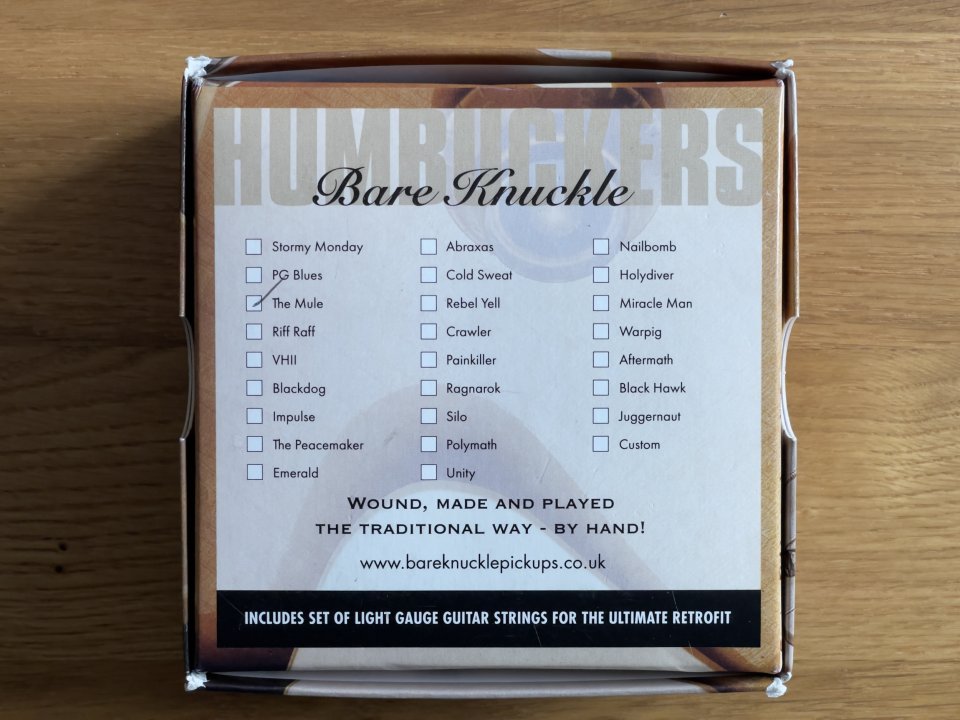 HUMBUCKERS
Bare Knuckle
Stormy Monday
PG Blues
The Mule
Riff Raff
VHII
Blackdog
Impulse
The Peacemaker
Emerald
Abraxas
Cold Sweat
Rebel Yell
Crawler
Painkiller
Ragnarok
Silo
Polymath
Unity
Nailbomb
Holydiver
Miracle Man
Warpig
Aftermath
Black Hawk
Juggernaut
Custom
WOUND, MADE AND PLAYED
THE TRADITIONAL WAY - BY HAND!
www.bareknucklepickups.co.uk
INCLUDES SET OF LIGHT GAUGE GUITAR STRINGS FOR THE ULTIMATE RETROFIT